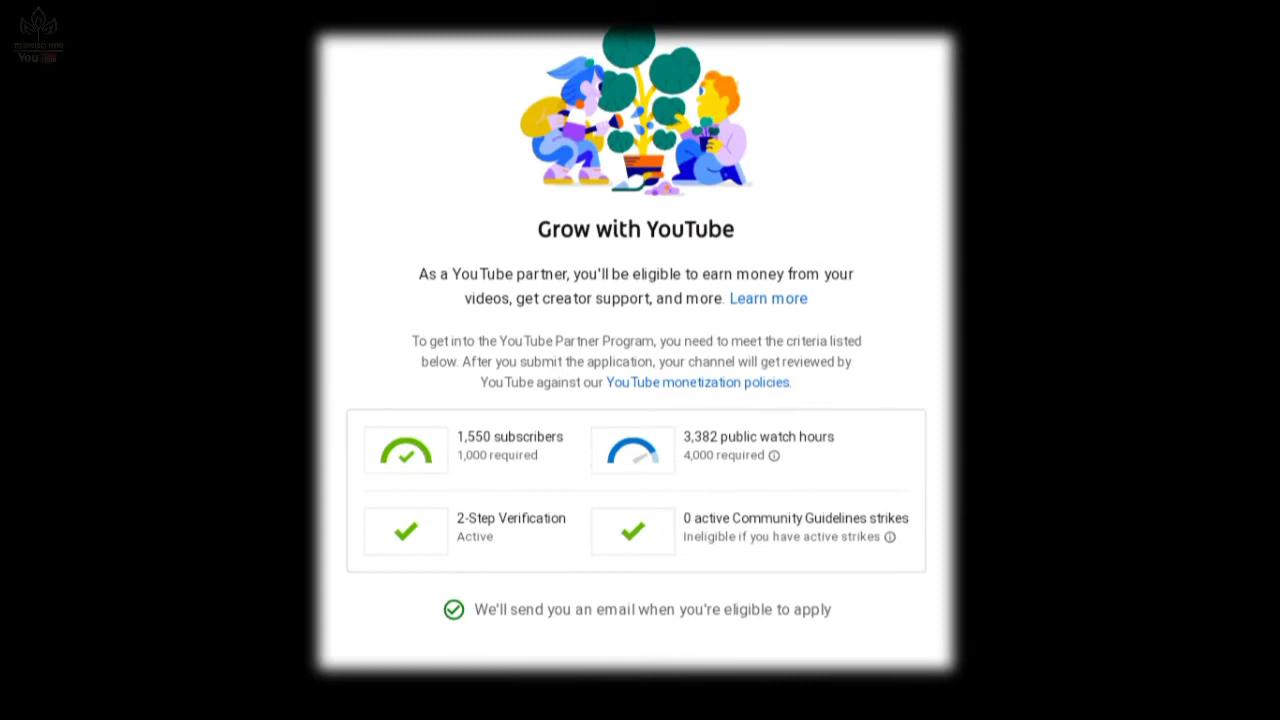 You
Grow with YouTube
As a YouTube partner, you'll be eligible to earn money from your
videos, get creator support, and more. Learn more
To get into the YouTube Partner Program, you need to meet the criteria listed
below. After you submit the application, your channel will get reviewed by
YouTube against our YouTube monetization policies.
1,550 subscribers
1,000 required
3,382 public watch hours
4,000 required
2-Step Verification
Active
0 active Community Guidelines strikes
Ineligible if you have active strikes
We'll send you an email when you're eligible to apply